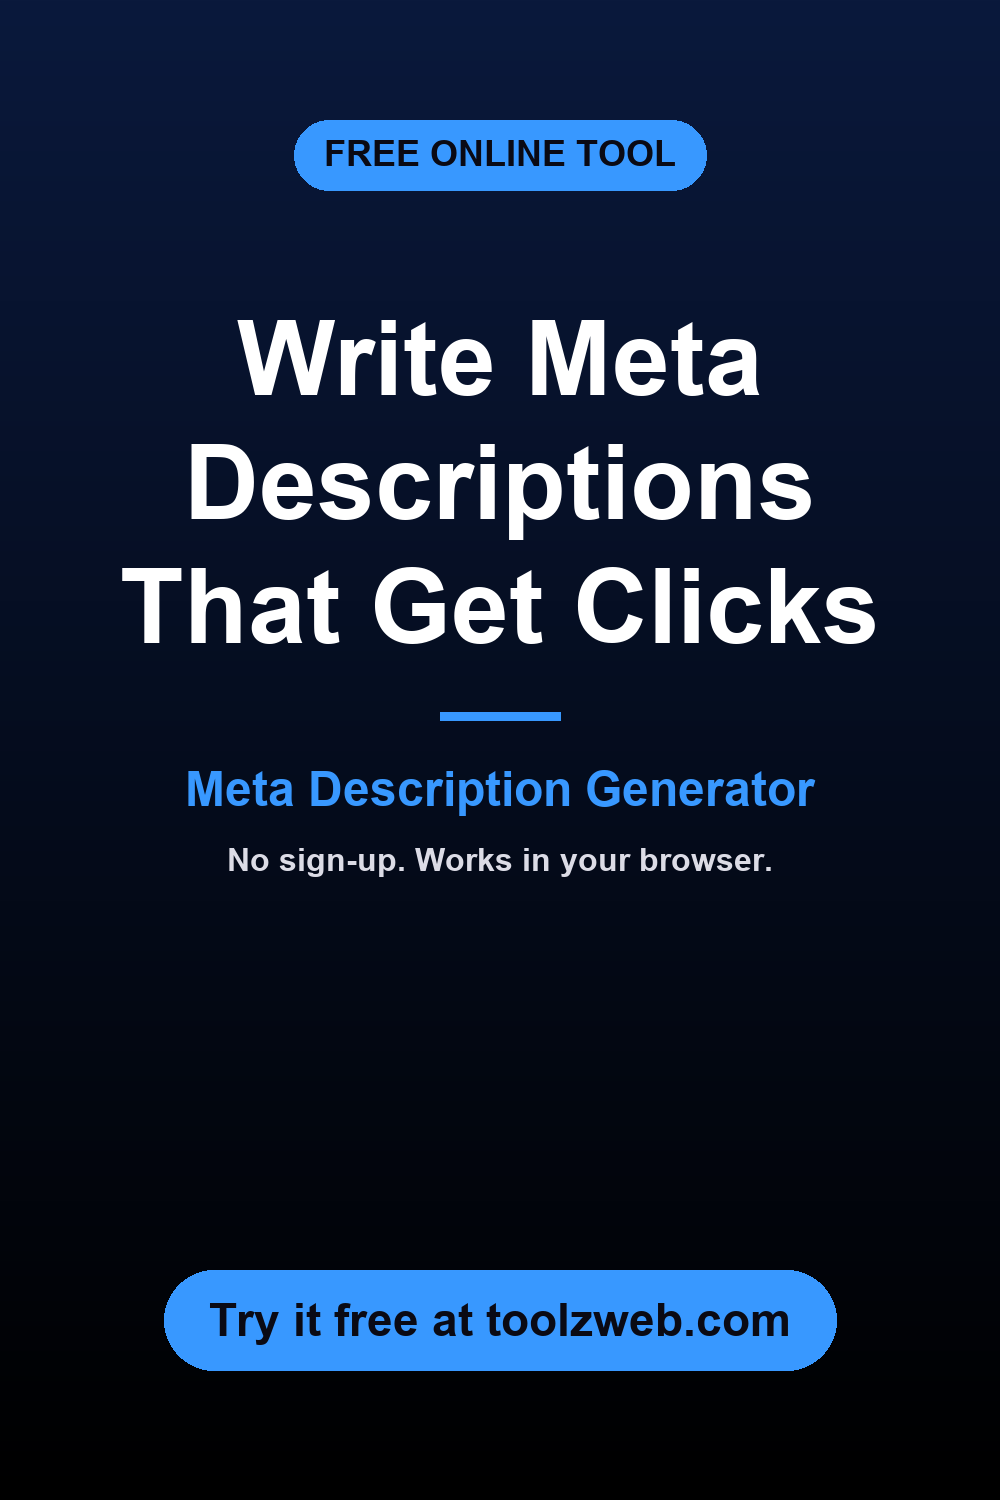 FREE ONLINE TOOL
Write Meta
Descriptions
That Get Clicks
Meta Description Generator
No sign-up. Works in your browser.
Try it free at toolzweb.com